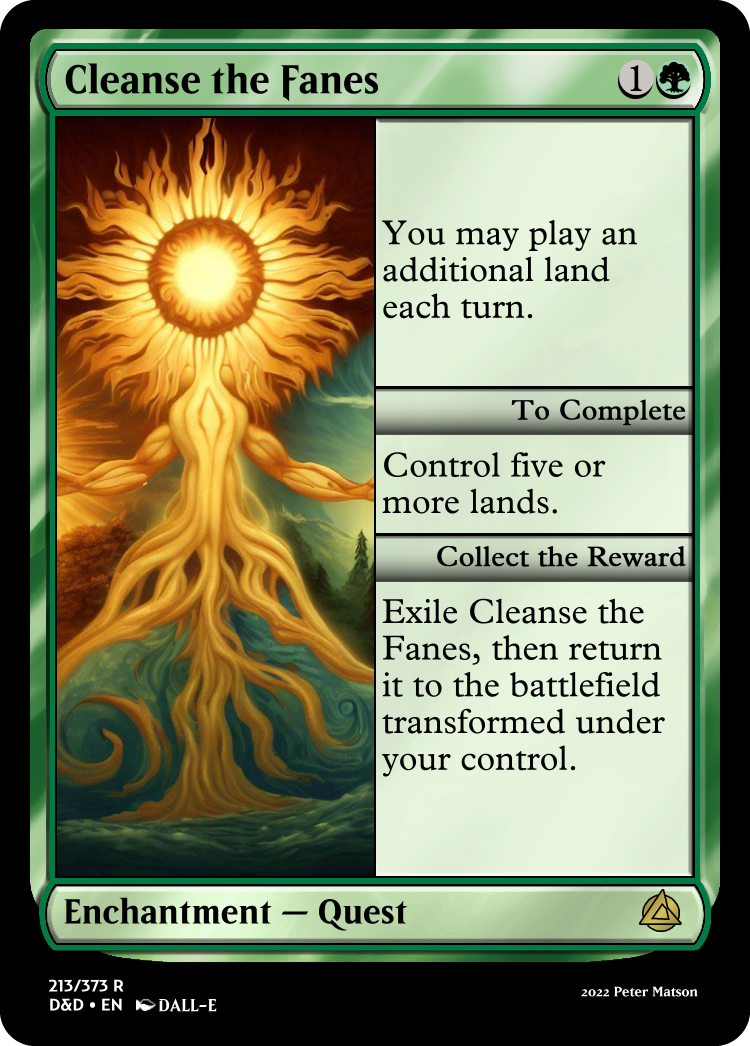 Cleanse the Fanes 1
You may play an
additional land
each turn.
To Complete
Control five or
more lands.
Collect the Reward
Exile Cleanse the
Fanes, then return
it to the battlefield
transformed under
your control.
Enchantment — Quest
213/373 R
D&D • EN DALL-E
2022 Peter Matson